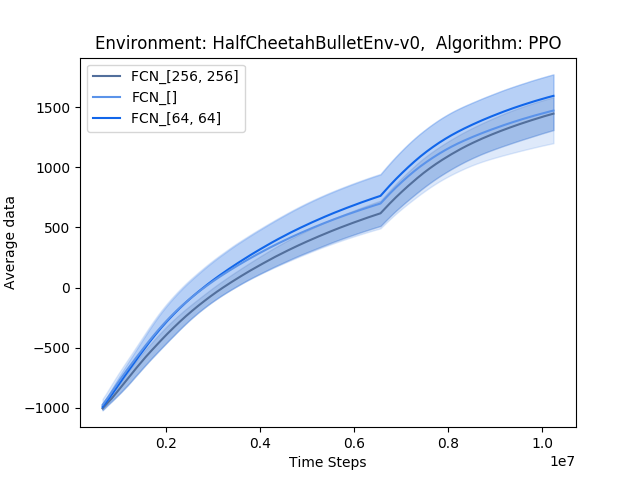 Environment: HalfCheetahBulletEnv-v0,  Algorithm: PPO
FCN_[256, 256]
FCN_[]
FCN_[64, 64]
Average data
1500
1000
500
0
−500
−1000
0.2
0.4
0.6
0.8
1.0
1e7
Time Steps